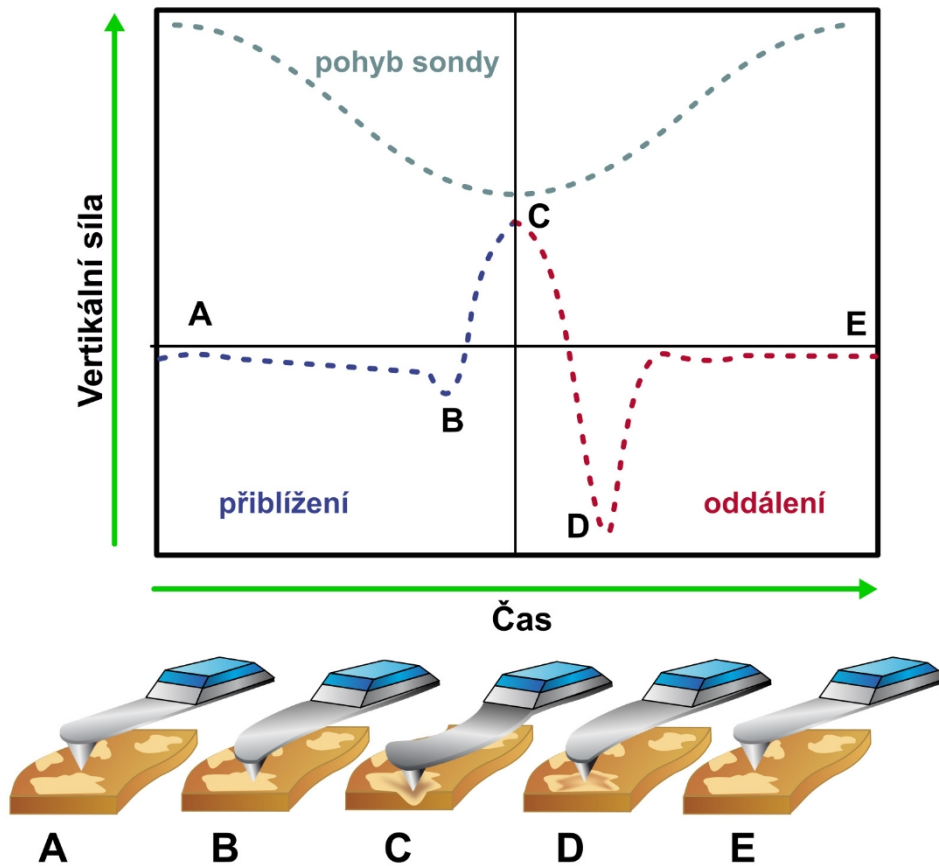 pohyb sondy
C
A
E
B
D
přiblížení
oddálení
Vertikální síla
Čas
A
B
C
D
E